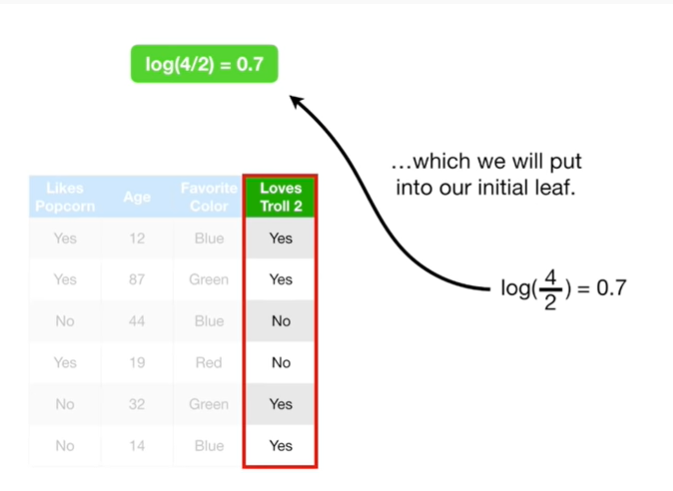 log(4/2) = 0.7
...which we will put
into our initial leaf.
log(4/2) = 0.7
Likes Popcorn Age Favorite Color Loves Troll 2
Yes 12 Blue Yes
Yes 87 Green Yes
No 44 Blue No
Yes 19 Red No
No 32 Green Yes
No 14 Blue Yes